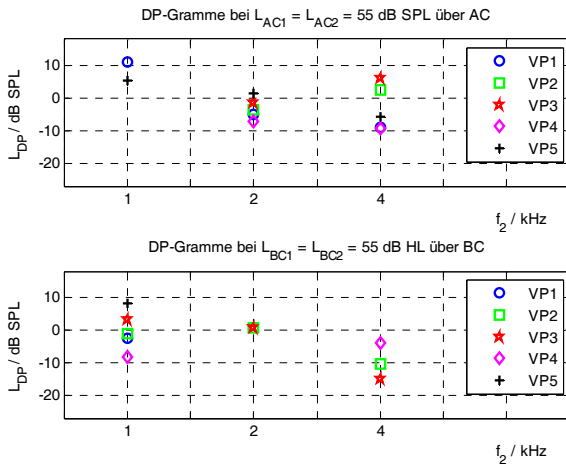 DP-Gramme bei L_AC1 = L_AC2 = 55 dB SPL über AC
L_DP / dB SPL
10
0
-10
-20
1
2
4
f_2 / kHz
VP1
VP2
VP3
VP4
VP5
DP-Gramme bei L_BC1 = L_BC2 = 55 dB HL über BC
L_DP / dB SPL
10
0
-10
-20
1
2
4
f_2 / kHz
VP1
VP2
VP3
VP4
VP5